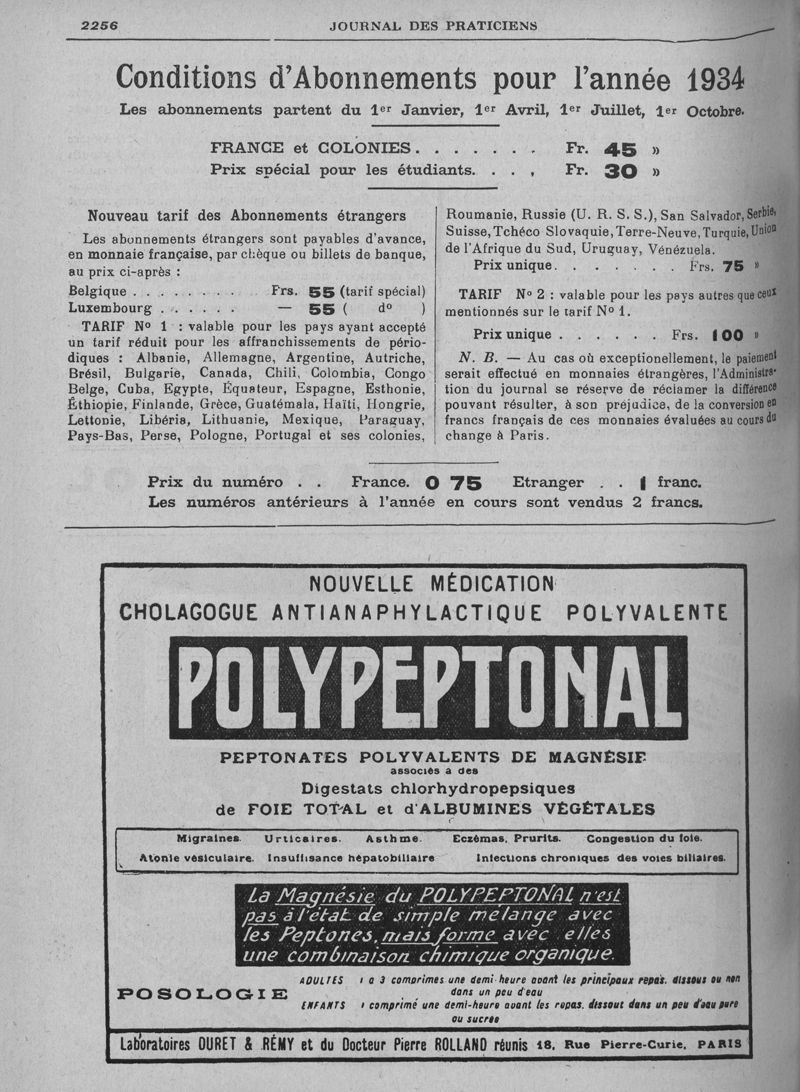 2256
JOURNAL DES PRATICIENS
Conditions d'Abonnements pour l'année 1934
Les abonnements partent du 1er Janvier, 1er Avril, 1er Juillet, 1er Octobre.
FRANCE et COLONIES. . . . . . . . Fr. 45 »
Prix spécial pour les étudiants. . . , Fr. 30 »
Nouveau tarif des Abonnements étrangers
Les abonnements étrangers sont payables d'avance,
en monnaie française, par chèque ou billets de banque,
au prix ci-après :
Belgique . . . . . . . . Frs. 55 (tarif spécial)
Luxembourg . . . . . . — 55 ( do )
TARIF No 1 : valable pour les pays ayant accepté
un tarif réduit pour les affranchissements de pério-
diques : Albanie, Allemagne, Argentine, Autriche,
Brésil, Bulgarie, Canada, Chili, Colombia, Congo
Belge, Cuba, Egypte, Équateur, Espagne, Esthonie,
Éthiopie, Finlande, Grèce, Guatémala, Haïti, Hongrie,
Lettonie, Libéria, Lithuanie, Mexique, Paraguay,
Pays-Bas, Perse, Pologne, Portugal et ses colonies,
Roumanie, Russie (U. R. S. S.), San Salvador, Serbie,
Suisse, Tchéco Slovaquie, Terre-Neuve, Turquie, Union
de l'Afrique du Sud, Uruguay, Vénézuela.
Prix unique. . . . . . . . Frs. 75 »
TARIF No 2 : valable pour les pays autres que ceux
mentionnés sur le tarif No 1.
Prix unique . . . . . . Frs. 100 »
N. B. — Au cas où exceptionellement, le paiement
serait effectué en monnaies étrangères, l'Administra-
tion du journal se réserve de réclamer la différence
pouvant résulter, à son préjudice, de la conversion en
francs français de ces monnaies évaluées au cours du
change à Paris.
Prix du numéro . . France. 0 75 Etranger . . 1 franc.
Les numéros antérieurs à l'année en cours sont vendus 2 francs.
NOUVELLE MÉDICATION
CHOLAGOGUE ANTIANAPHYLACTIQUE POLYVALENTE
POLYPEPTONAL
PEPTONATES POLYVALENTS DE MAGNÉSIE
associés à des
Digestats chlorhydropepsiques
de FOIE TOTAL et d'ALBUMINES VÉGÉTALES
Migraines. Urticaires. Asthme. Eczémas. Prurits. Congestion du foie.
Atonie vésiculaire. Insuffisance hépatobiliaire Infections chroniques des voies biliaires.
La Magnésie du POLYPEPTONAL n'est
pas à l'état de simple mélange avec
les Peptones, mais forme avec elles
une combinaison chimique organique.
POSOLOGIE
ADULTES 1 à 3 comprimes une demi heure avant les principaux repas. dissous ou non
dans un peu d'eau
ENFANTS 1 comprimé une demi-heure avant les repas. dissout dans un peu d'eau pure
ou sucrée
Laboratoires DURET & RÉMY et du Docteur Pierre ROLLAND réunis 18, Rue Pierre-Curie, PARIS